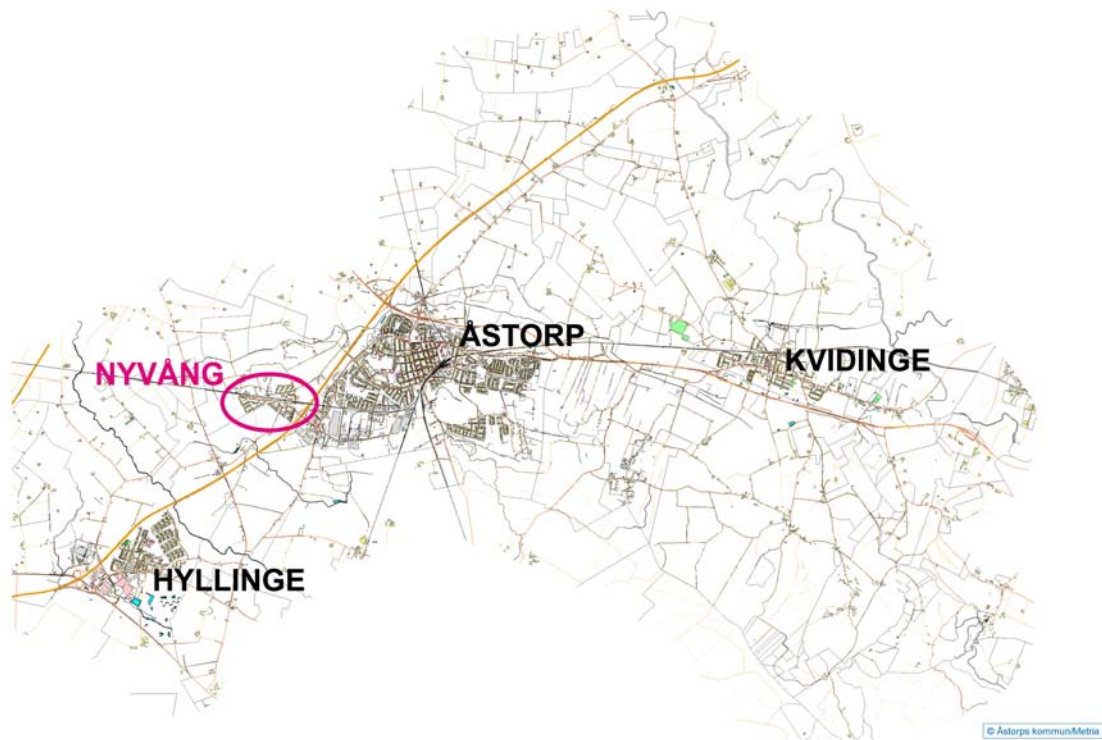 ÅSTORP
KVIDINGE
NYVÅNG
HYLLINGE
© Åstorps kommun/Metria